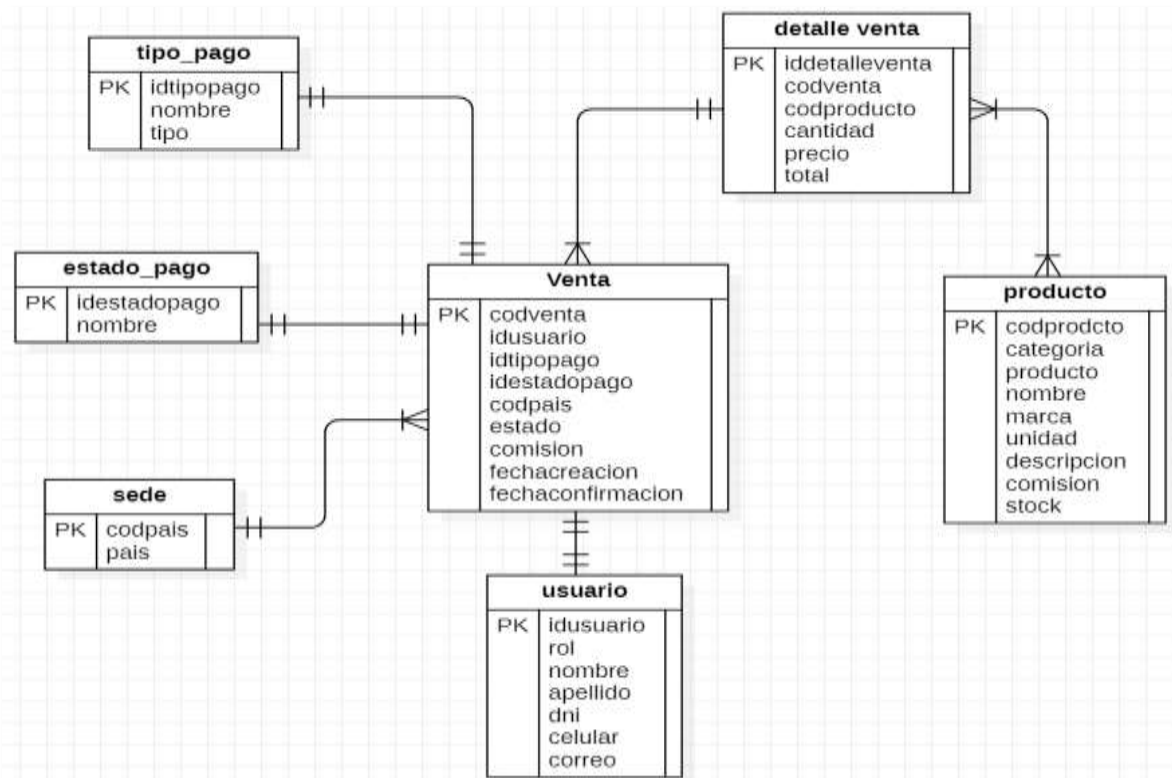 tipo_pago
PK idtipopago
nombre
tipo
detalle venta
PK iddetalleventa
codventa
codproducto
cantidad
precio
total
estado_pago
PK idestadopago
nombre
Venta
PK codventa
idusuario
idtipopago
idestadopago
codpais
estado
comision
fechacreacion
fechaconfirmacion
producto
PK codprodcto
categoria
producto
nombre
marca
unidad
descripcion
comision
stock
sede
PK codpais
pais
usuario
PK idusuario
rol
nombre
apellido
dni
celular
correo